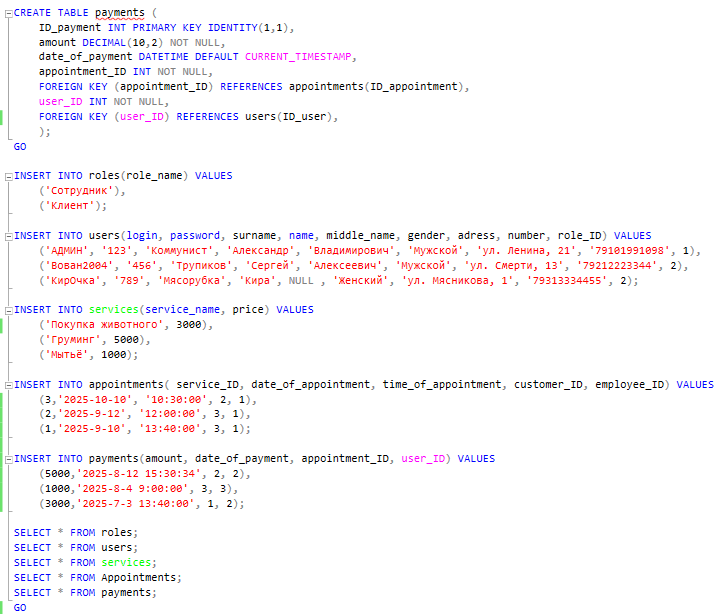 CREATE TABLE payments (
    ID_payment INT PRIMARY KEY IDENTITY(1,1),
    amount DECIMAL(10,2) NOT NULL,
    date_of_payment DATETIME DEFAULT CURRENT_TIMESTAMP,
    appointment_ID INT NOT NULL,
    FOREIGN KEY (appointment_ID) REFERENCES appointments(ID_appointment),
    user_ID INT NOT NULL,
    FOREIGN KEY (user_ID) REFERENCES users(ID_user),
    );
GO
INSERT INTO roles(role_name) VALUES
    ('Сотрудник'),
    ('Клиент');
INSERT INTO users(login, password, surname, name, middle_name, gender, adress, number, role_ID) VALUES
    ('АДМИН', '123', 'Коммунист', 'Александр', 'Владимирович', 'Мужской', 'ул. Ленина, 21', '79101991098', 1),
    ('Вован2004', '456', 'Трупиков', 'Сергей', 'Алексеевич', 'Мужской', 'ул. Смерти, 13', '79212223344', 2),
    ('КирОчка', '789', 'Мясорубка', 'Кира', NULL , 'Женский', 'ул. Мясникова, 1', '79313334455', 2);
INSERT INTO services(service_name, price) VALUES
    ('Покупка животного', 3000),
    ('Груминг', 5000),
    ('Мытьё', 1000);
INSERT INTO appointments( service_ID, date_of_appointment, time_of_appointment, customer_ID, employee_ID) VALUES
    (3,'2025-10-10', '10:30:00', 2, 1),
    (2,'2025-9-12', '12:00:00', 3, 1),
    (1,'2025-9-10', '13:40:00', 3, 1);
INSERT INTO payments(amount, date_of_payment, appointment_ID, user_ID) VALUES
    (5000,'2025-8-12 15:30:34', 2, 2),
    (1000,'2025-8-4 9:00:00', 3, 3),
    (3000,'2025-7-3 13:40:00', 1, 2);
SELECT * FROM roles;
SELECT * FROM users;
SELECT * FROM services;
SELECT * FROM Appointments;
SELECT * FROM payments;
GO